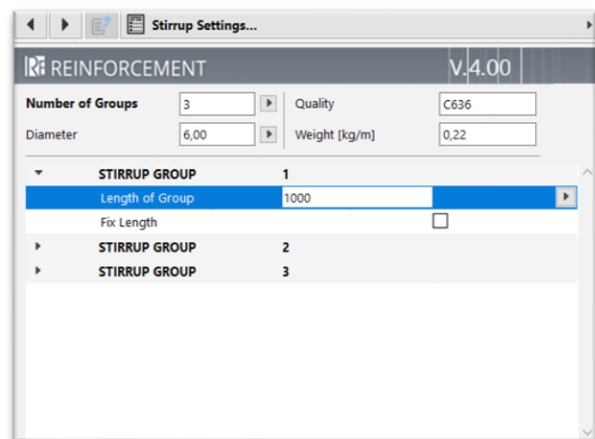 Stirrup Settings...
REINFORCEMENT V.4.00
Number of Groups 3 Quality C636
Diameter 6,00 Weight [kg/m] 0,22
STIRRUP GROUP 1
Length of Group 1000
Fix Length
STIRRUP GROUP 2
STIRRUP GROUP 3